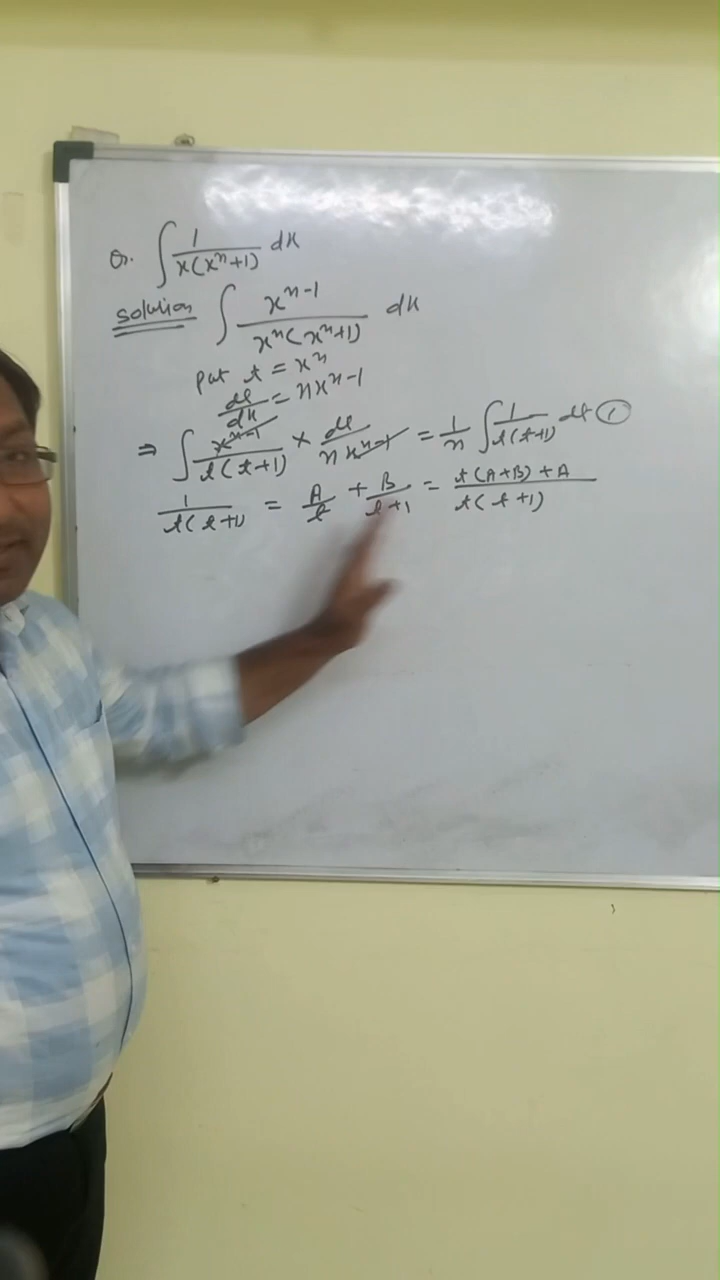 Q. ∫ 1/x(xⁿ+1) dx
Solution ∫ xⁿ⁻¹/xⁿ(xⁿ+1) dx
Put t = xⁿ
dt/dx = nxⁿ⁻¹
⇒ ∫ xⁿ⁻¹/t(t+1) × dt/nxⁿ⁻¹ = 1/n ∫ 1/t(t+1) dt ①
1/t(t+1) = A/t + B/t+1 = t(A+B)+A/t(t+1)